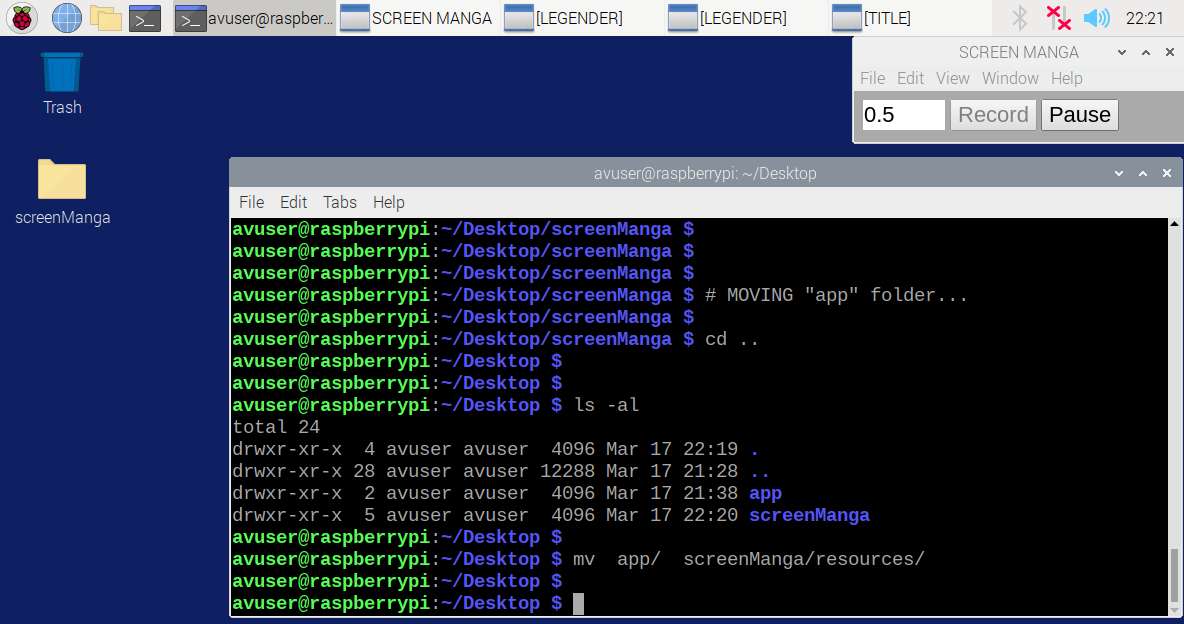 avuser@raspber...
SCREEN MANGA
[LEGENDER]
[LEGENDER]
[TITLE]
22:21
SCREEN MANGA
File Edit View Window Help
0.5 Record Pause
Trash
screenManga
avuser@raspberrypi: ~/Desktop
File Edit Tabs Help
avuser@raspberrypi:~/Desktop/screenManga $
avuser@raspberrypi:~/Desktop/screenManga $
avuser@raspberrypi:~/Desktop/screenManga $
avuser@raspberrypi:~/Desktop/screenManga $ # MOVING "app" folder...
avuser@raspberrypi:~/Desktop/screenManga $
avuser@raspberrypi:~/Desktop/screenManga $ cd ..
avuser@raspberrypi:~/Desktop $
avuser@raspberrypi:~/Desktop $
avuser@raspberrypi:~/Desktop $ ls -al
total 24
drwxr-xr-x  4 avuser avuser  4096 Mar 17 22:19 .
drwxr-xr-x 28 avuser avuser 12288 Mar 17 21:28 ..
drwxr-xr-x  2 avuser avuser  4096 Mar 17 21:38 app
drwxr-xr-x  5 avuser avuser  4096 Mar 17 22:20 screenManga
avuser@raspberrypi:~/Desktop $
avuser@raspberrypi:~/Desktop $ mv  app/  screenManga/resources/
avuser@raspberrypi:~/Desktop $
avuser@raspberrypi:~/Desktop $